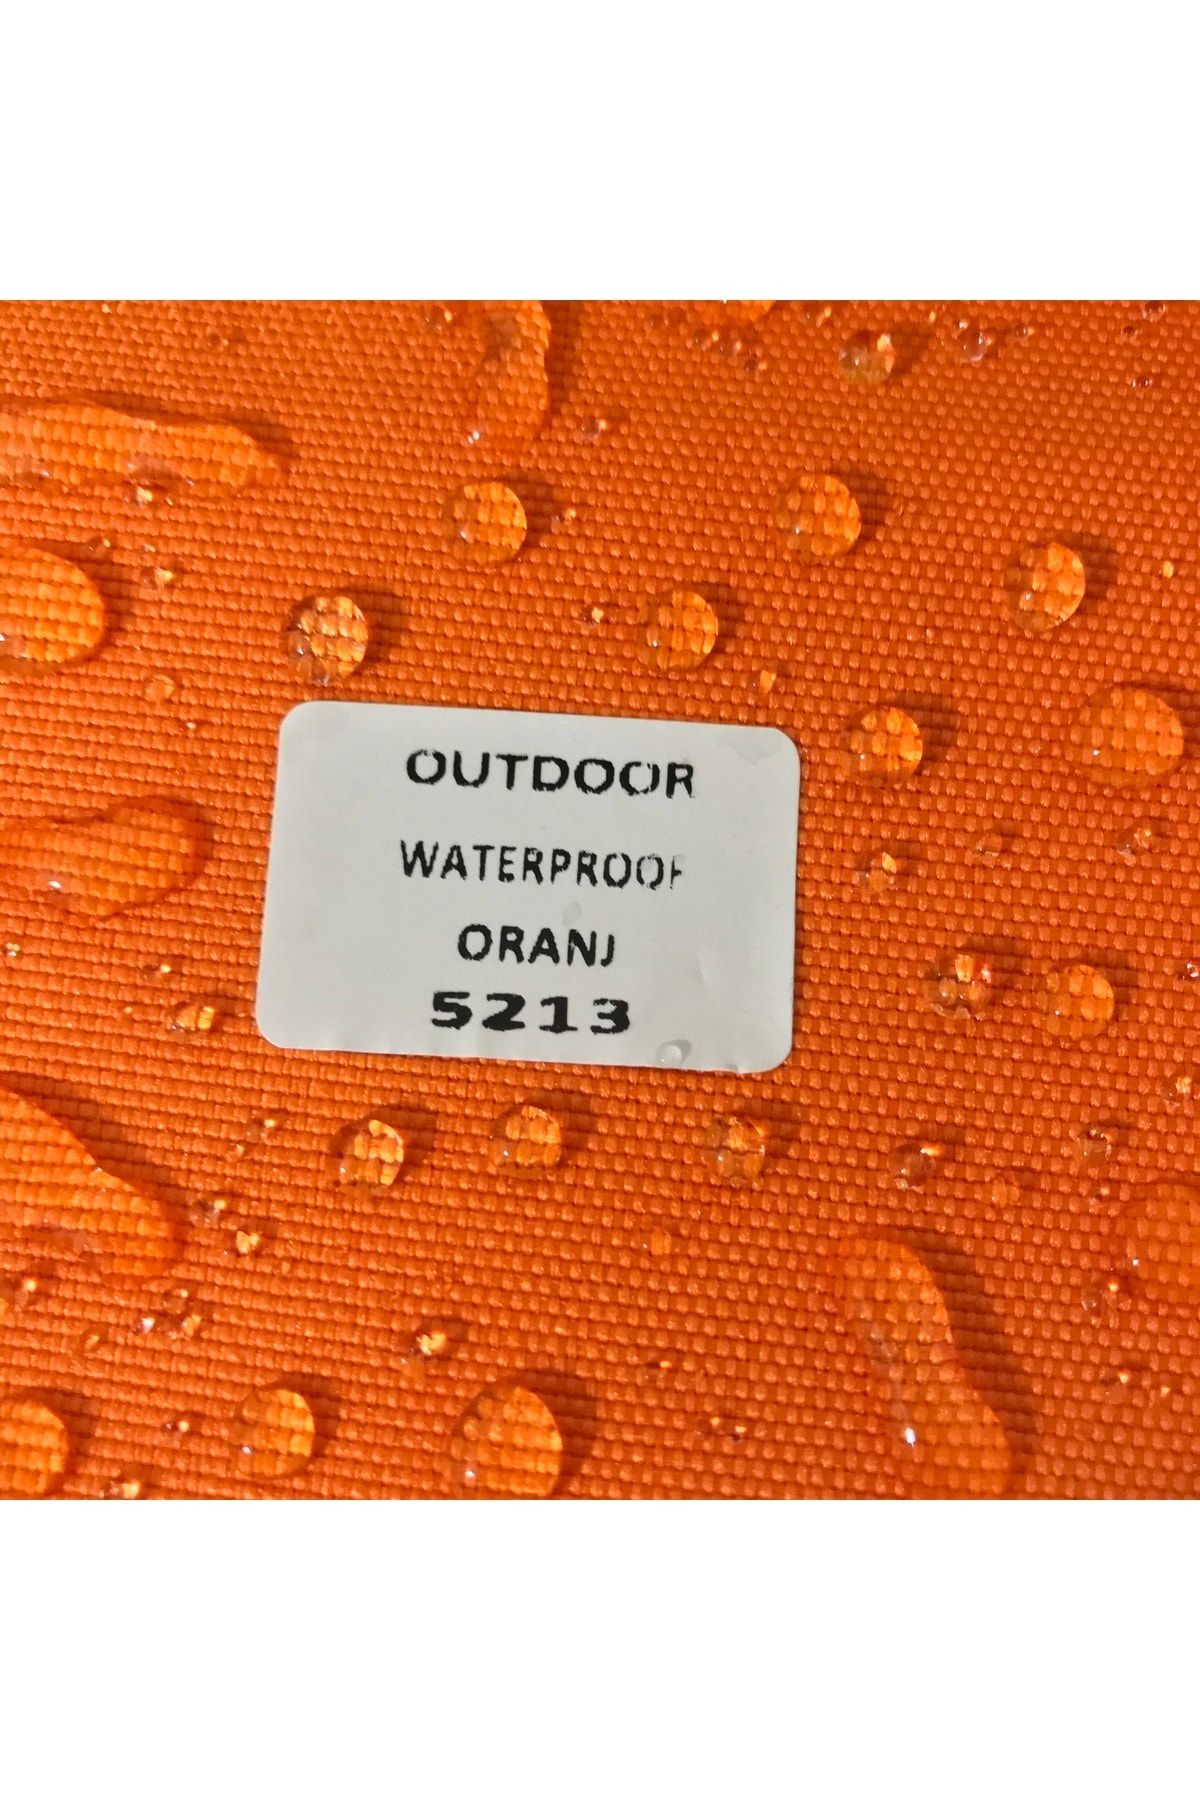 OUTDOOR
WATERPROOF
ORANJ
5213